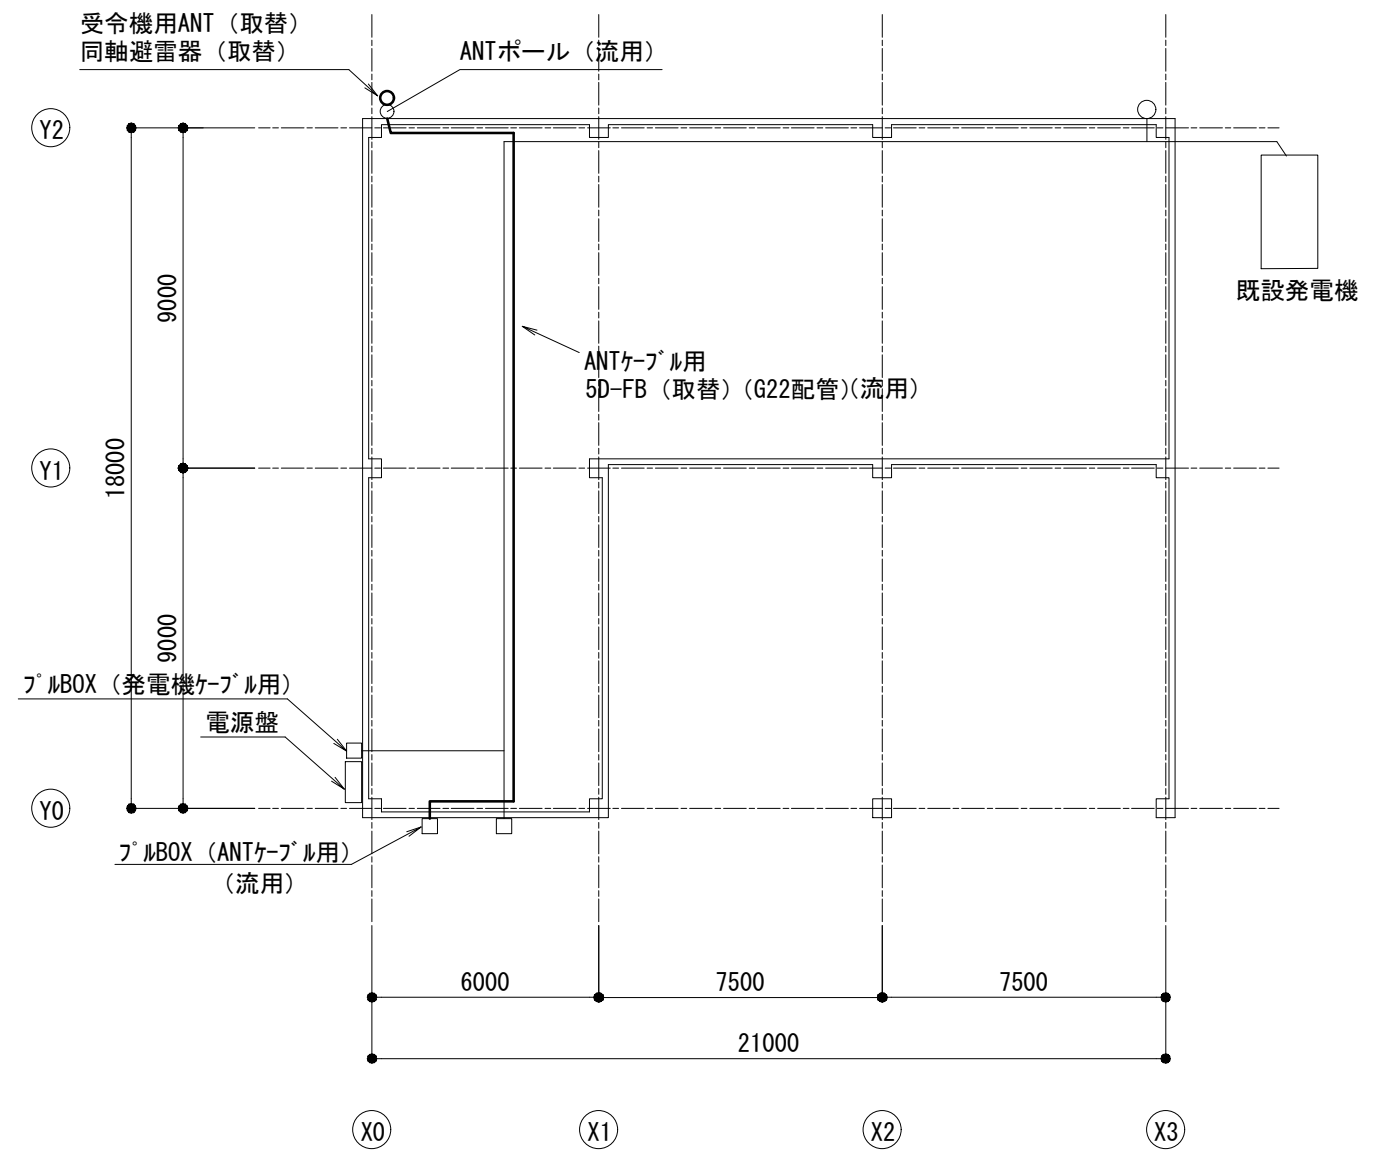 受令機用ANT（取替）
同軸避雷器（取替）
ANTポール（流用）
Y2
既設発電機
9000
ANTｹｰﾌﾞﾙ用
5D-FB（取替）(G22配管)(流用）
18000
Y1
9000
ﾌﾟﾙBOX（発電機ｹｰﾌﾞﾙ用）
電源盤
Y0
ﾌﾟﾙBOX（ANTｹｰﾌﾞﾙ用）
（流用）
6000
7500
7500
21000
X0
X1
X2
X3